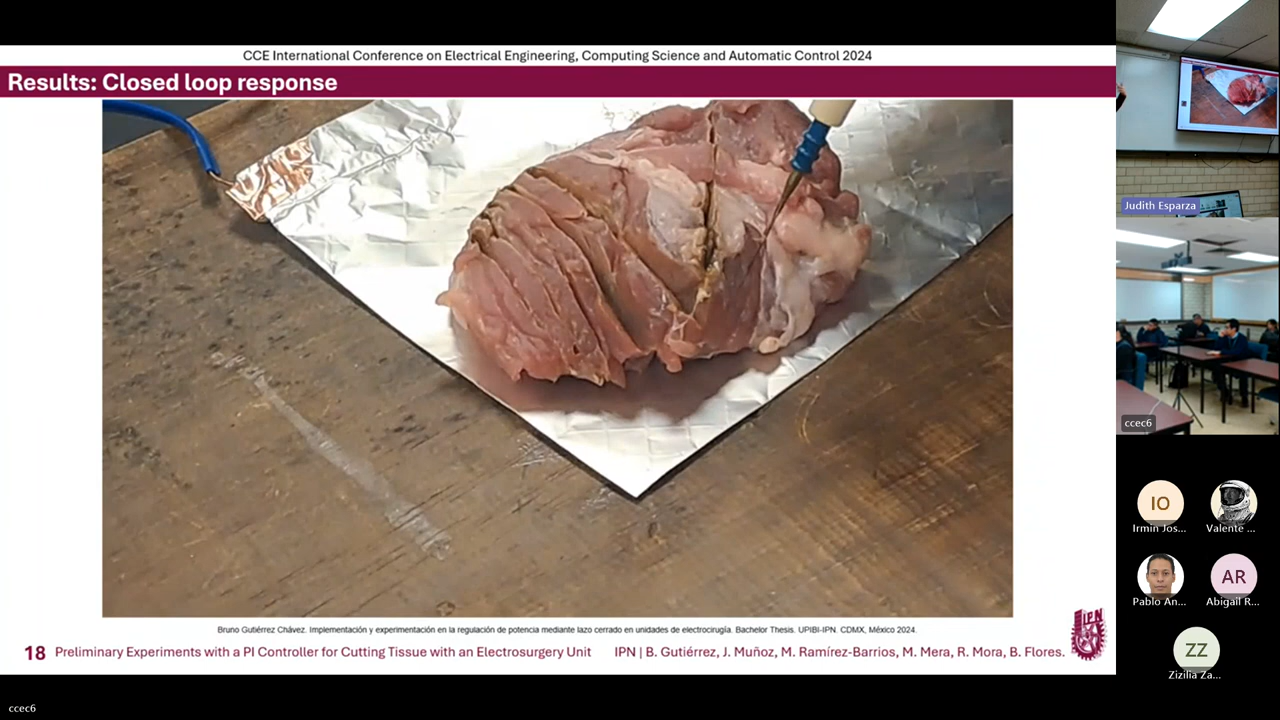 CCE International Conference on Electrical Engineering, Computing Science and Automatic Control 2024
Results: Closed loop response
Bruno Gutiérrez Chávez. Implementación y experimentación en la regulación de potencia mediante lazo cerrado en unidades de electrocirugía. Bachelor Thesis. UPIBI-IPN. CDMX, México 2024.
18 Preliminary Experiments with a PI Controller for Cutting Tissue with an Electrosurgery Unit IPN | B. Gutiérrez, J. Muñoz, M. Ramírez-Barrios, M. Mera, R. Mora, B. Flores.
IPN
Judith Esparza
ccec6
IO
Irmin Jos...
Valente ...
Pablo An...
AR
Abigail R...
ZZ
Zizilia Za...
ccec6